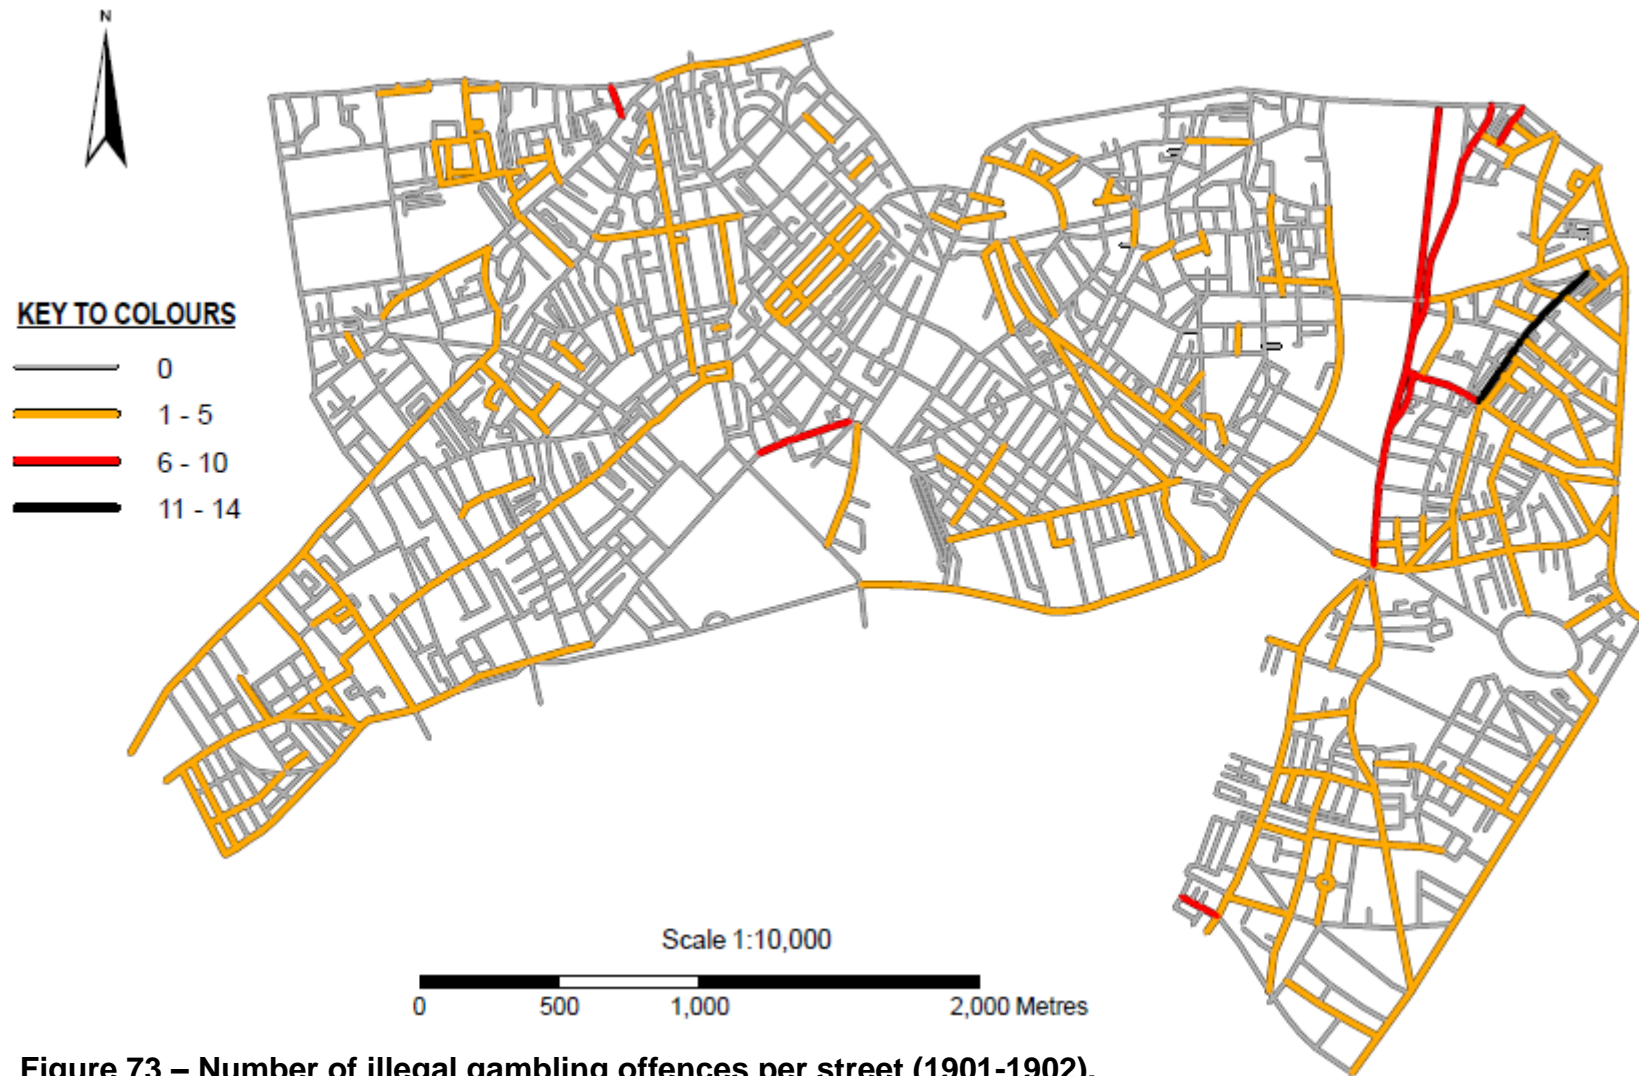 N
KEY TO COLOURS
0
1 - 5
6 - 10
11 - 14
Scale 1:10,000
0 500 1,000 2,000 Metres
Figure 73 – Number of illegal gambling offences per street (1901-1902).